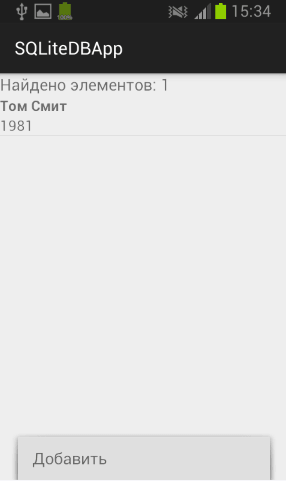 15:34
SQLiteDBApp
Найдено элементов: 1
Том Смит
1981
Добавить